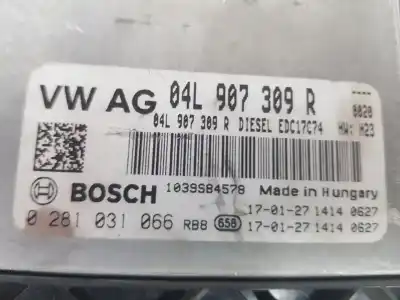 VW AG 04L 907 309 R
8020
04L 907 309 R DIESEL EDC17C74 HW: H23
BOSCH 1039S84578 Made in Hungary
0 281 031 066 RB8 658 17-01-27 1414 0627
17-01-27 1414 0627